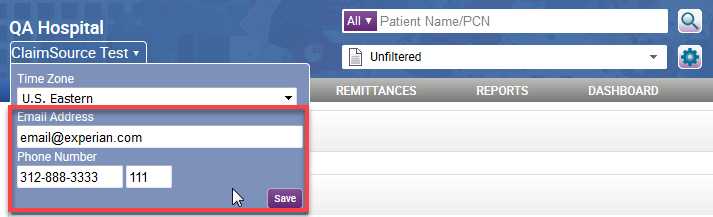 QA Hospital
ClaimSource Test ▾
All ▾ Patient Name/PCN
Unfiltered
Time Zone
U.S. Eastern
REMITTANCES REPORTS DASHBOARD
Email Address
email@experian.com
Phone Number
312-888-3333 111
Save